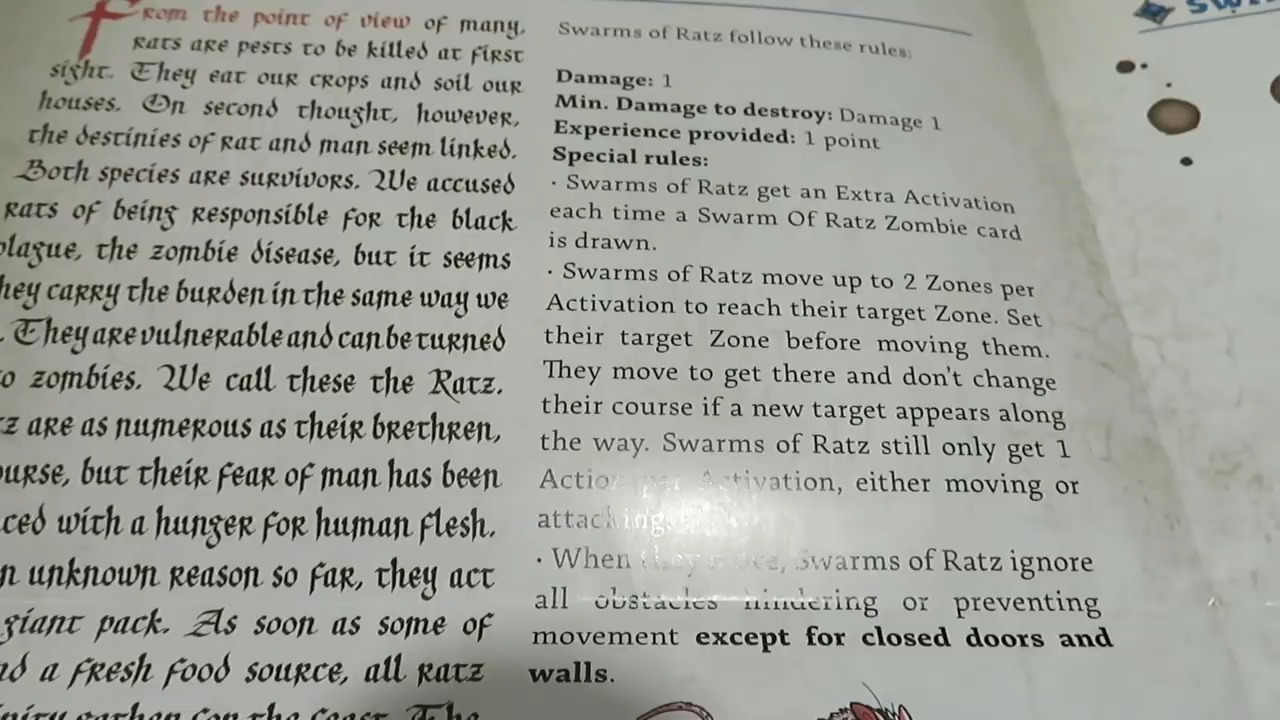 From the point of view of many,
rats are pests to be killed at first
sight. They eat our crops and soil our
houses. On second thought, however,
the destinies of rat and man seem linked.
Both species are survivors. We accused
rats of being responsible for the black
plague, the zombie disease, but it seems
they carry the burden in the same way we
. They are vulnerable and can be turned
zombies. We call these the Ratz.
are as numerous as their brethren,
but their fear of man has been
with a hunger for human flesh.
unknown reason so far, they act
giant pack. As soon as some of
a fresh food source, all Ratz
The
Swarms of Ratz follow these rules:
Damage: 1
Min. Damage to destroy: Damage 1
Experience provided: 1 point
Special rules:
· Swarms of Ratz get an Extra Activation
each time a Swarm Of Ratz Zombie card
is drawn.
· Swarms of Ratz move up to 2 Zones per
Activation to reach their target Zone. Set
their target Zone before moving them.
They move to get there and don't change
their course if a new target appears along
the way. Swarms of Ratz still only get 1
Action per Activation, either moving or
attacking.
· When they move, Swarms of Ratz ignore
all obstacles hindering or preventing
movement except for closed doors and
walls.